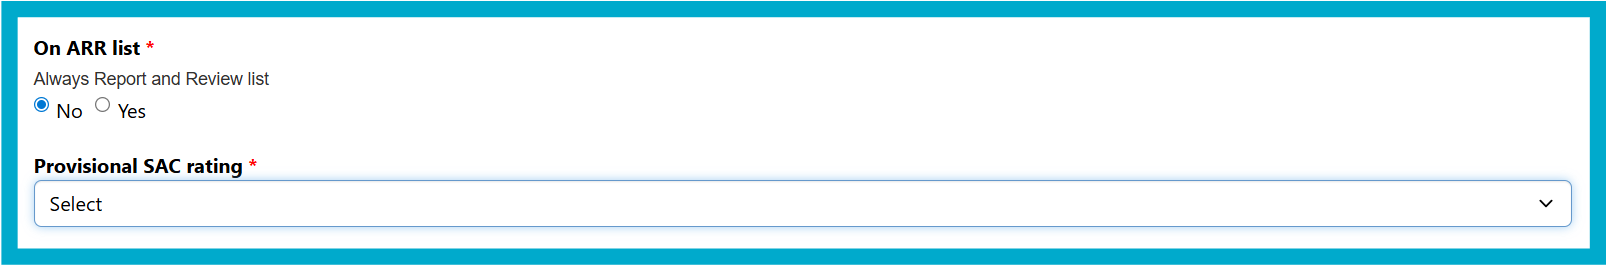 On ARR list *
Always Report and Review list
No Yes
Provisional SAC rating *
Select